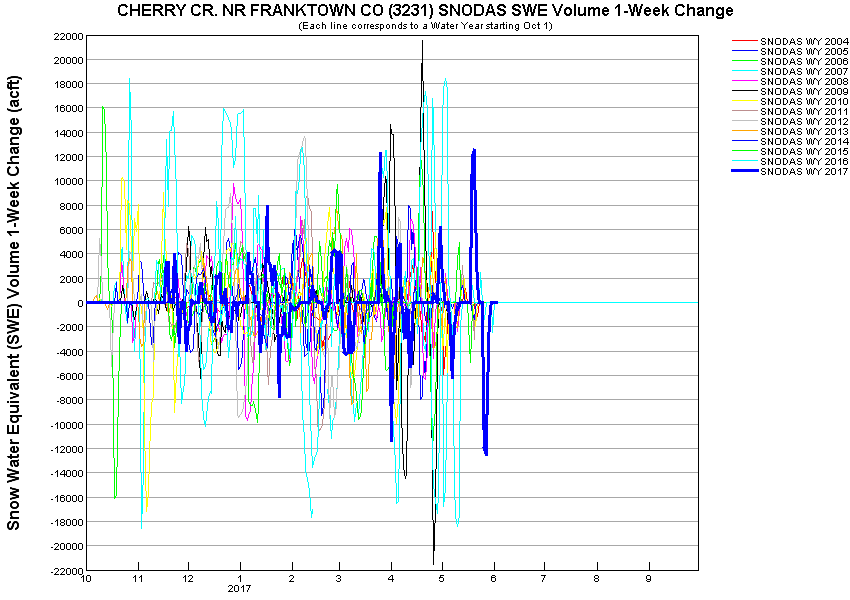 CHERRY CR. NR FRANKTOWN CO (3231) SNODAS SWE Volume 1-Week Change
(Each line corresponds to a Water Year starting Oct 1)
Snow Water Equivalent (SWE) Volume 1-Week Change (acft)
22000
20000
18000
16000
14000
12000
10000
8000
6000
4000
2000
0
-2000
-4000
-6000
-8000
-10000
-12000
-14000
-16000
-18000
-20000
-22000
10 11 12 1 2 3 4 5 6 7 8 9
2017
SNODAS WY 2004
SNODAS WY 2005
SNODAS WY 2006
SNODAS WY 2007
SNODAS WY 2008
SNODAS WY 2009
SNODAS WY 2010
SNODAS WY 2011
SNODAS WY 2012
SNODAS WY 2013
SNODAS WY 2014
SNODAS WY 2015
SNODAS WY 2016
SNODAS WY 2017